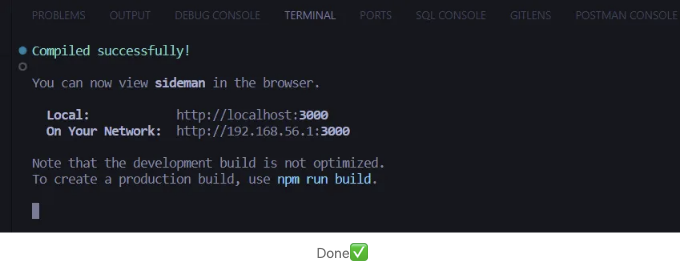 PROBLEMS OUTPUT DEBUG CONSOLE TERMINAL PORTS SQL CONSOLE GITLENS POSTMAN CONSOLE
Compiled successfully!
You can now view sideman in the browser.
Local: http://localhost:3000
On Your Network: http://192.168.56.1:3000
Note that the development build is not optimized.
To create a production build, use npm run build.
Done✅